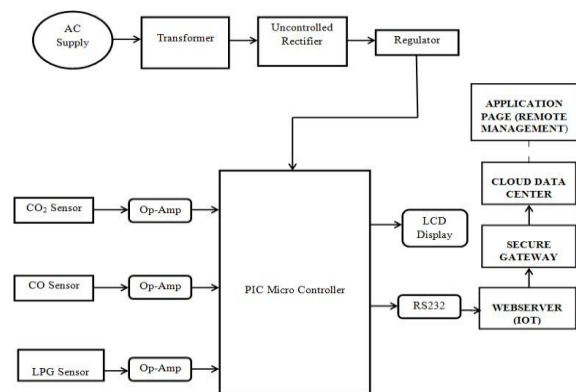 AC
Supply
Transformer
Uncontrolled
Rectifier
Regulator
APPLICATION
PAGE (REMOTE
MANAGEMENT)
CLOUD DATA
CENTER
SECURE
GATEWAY
WEBSERVER
(IOT)
CO₂ Sensor
Op-Amp
CO Sensor
Op-Amp
LPG Sensor
Op-Amp
PIC Micro Controller
LCD
Display
RS232